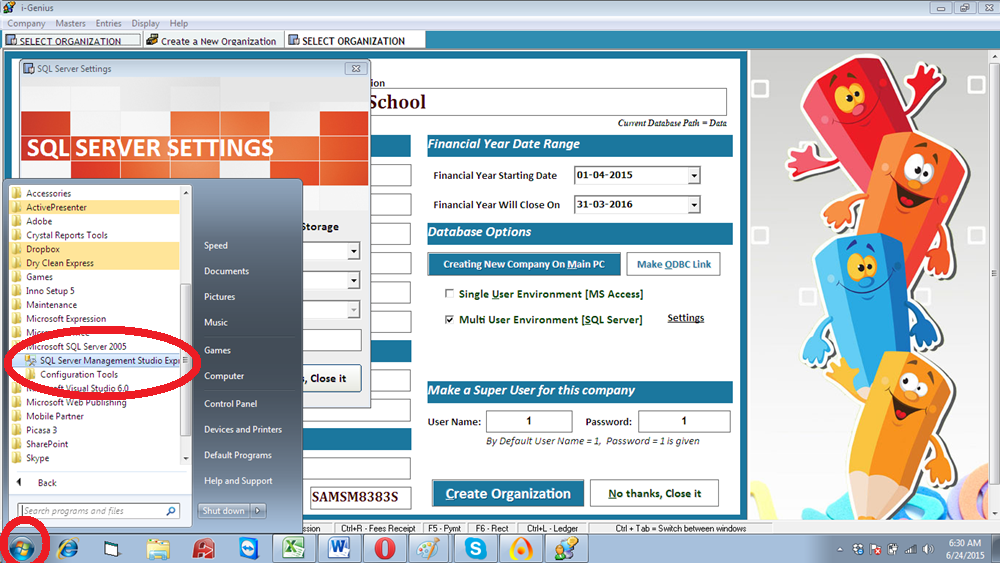 i-Genius
Company Masters Entries Display Help
SELECT ORGANIZATION
Create a New Organization
SELECT ORGANIZATION
SQL Server Settings
SQL SERVER SETTINGS
School
Current Database Path = Data
Financial Year Date Range
Financial Year Starting Date 01-04-2015
Financial Year Will Close On 31-03-2016
Database Options
Creating New Company On Main PC
Make ODBC Link
Single User Environment [MS Access]
Multi User Environment [SQL Server] Settings
Make a Super User for this company
User Name: 1 Password: 1
By Default User Name = 1, Password = 1 is given
Create Organization
No thanks, Close it
Storage
, Close it
SAMSM8383S
Accessories
ActivePresenter
Adobe
Crystal Reports Tools
Dropbox
Dry Clean Express
Games
Inno Setup 5
Maintenance
Microsoft Expression
Microsoft SQL Server 2005
SQL Server Management Studio Expr
Configuration Tools
Microsoft Visual Studio 6.0
Microsoft Web Publishing
Mobile Partner
Picasa 3
SharePoint
Skype
Back
Search programs and files
Speed
Documents
Pictures
Music
Games
Computer
Control Panel
Devices and Printers
Default Programs
Help and Support
Shut down
Ctrl+R - Fees Receipt F5 - Pymt F6 - Rect Ctrl+L - Ledger Ctrl + Tab = Switch between windows
6:30 AM
6/24/2015